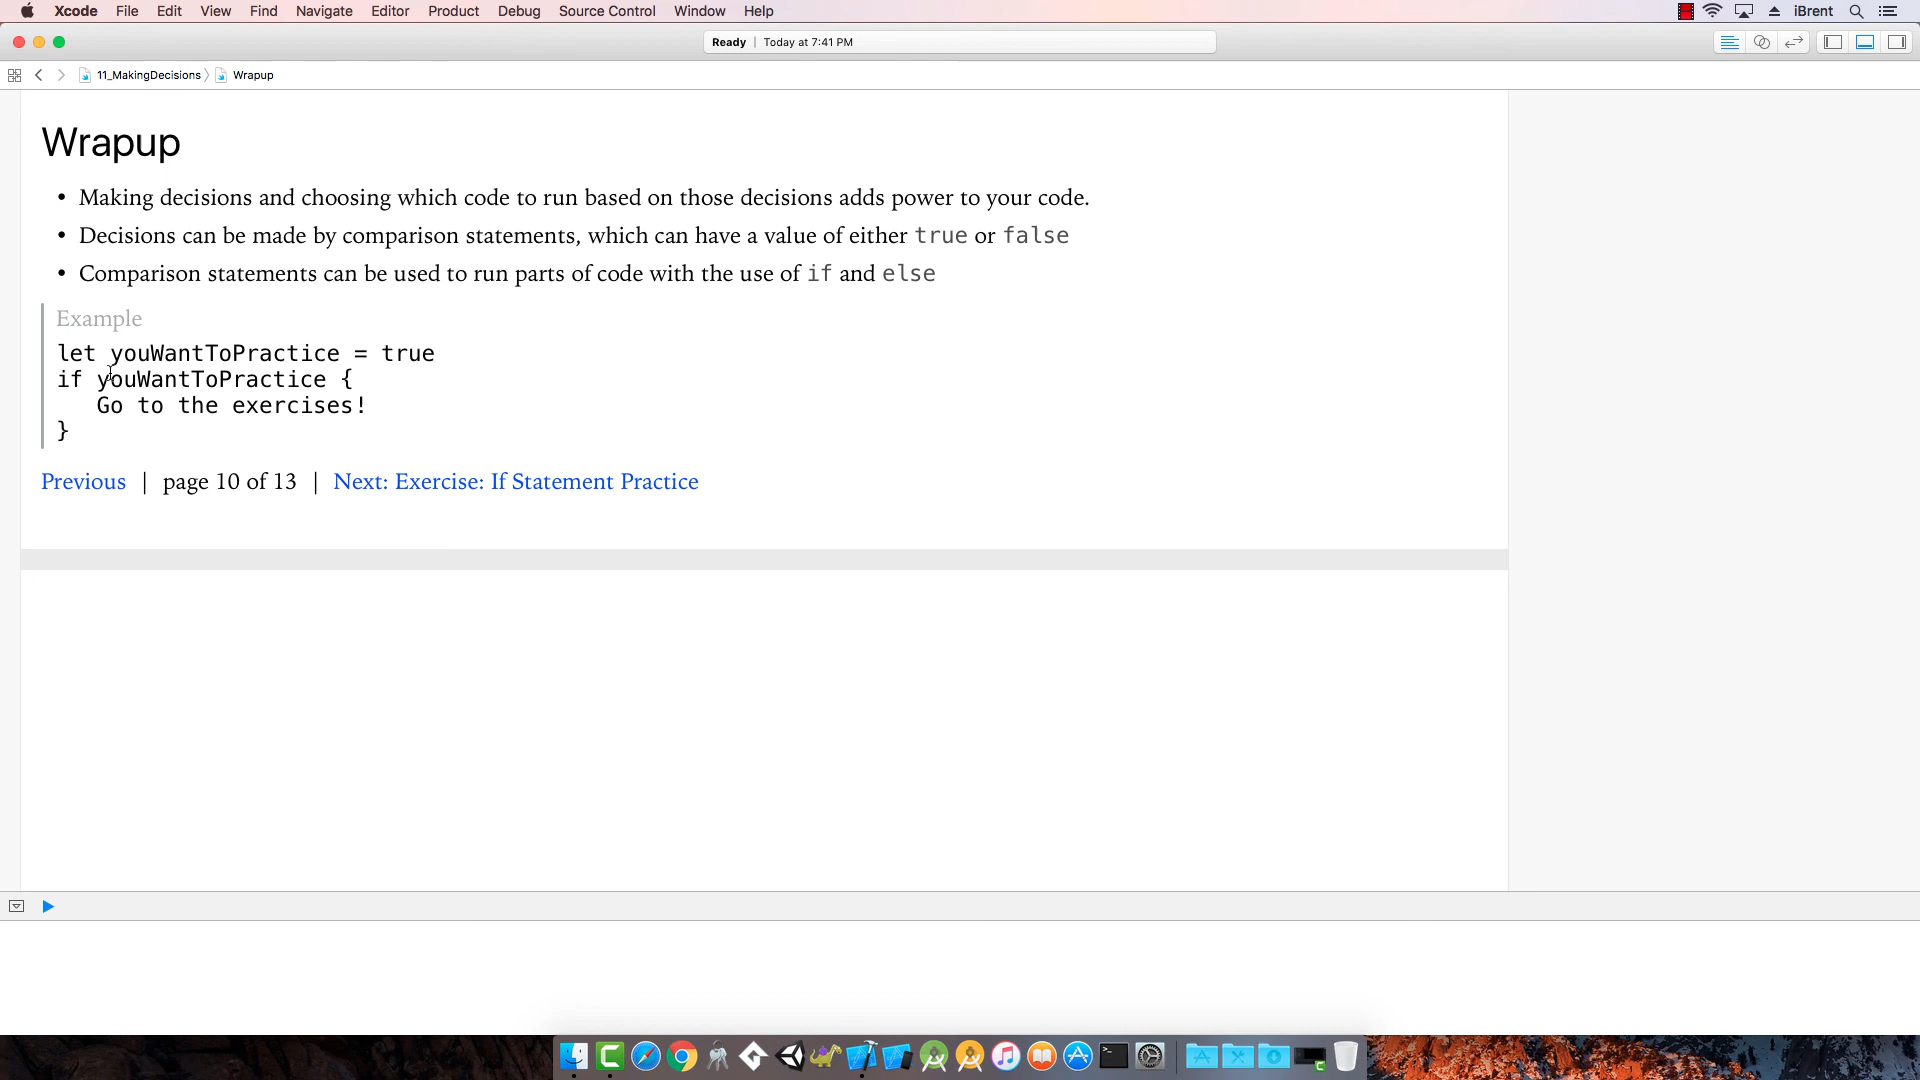 Xcode File Edit View Find Navigate Editor Product Debug Source Control Window Help iBrent
Ready | Today at 7:41 PM
11_MakingDecisions Wrapup
Wrapup
• Making decisions and choosing which code to run based on those decisions adds power to your code.
• Decisions can be made by comparison statements, which can have a value of either true or false
• Comparison statements can be used to run parts of code with the use of if and else
Example
let youWantToPractice = true
if youWantToPractice {
Go to the exercises!
}
Previous | page 10 of 13 | Next: Exercise: If Statement Practice